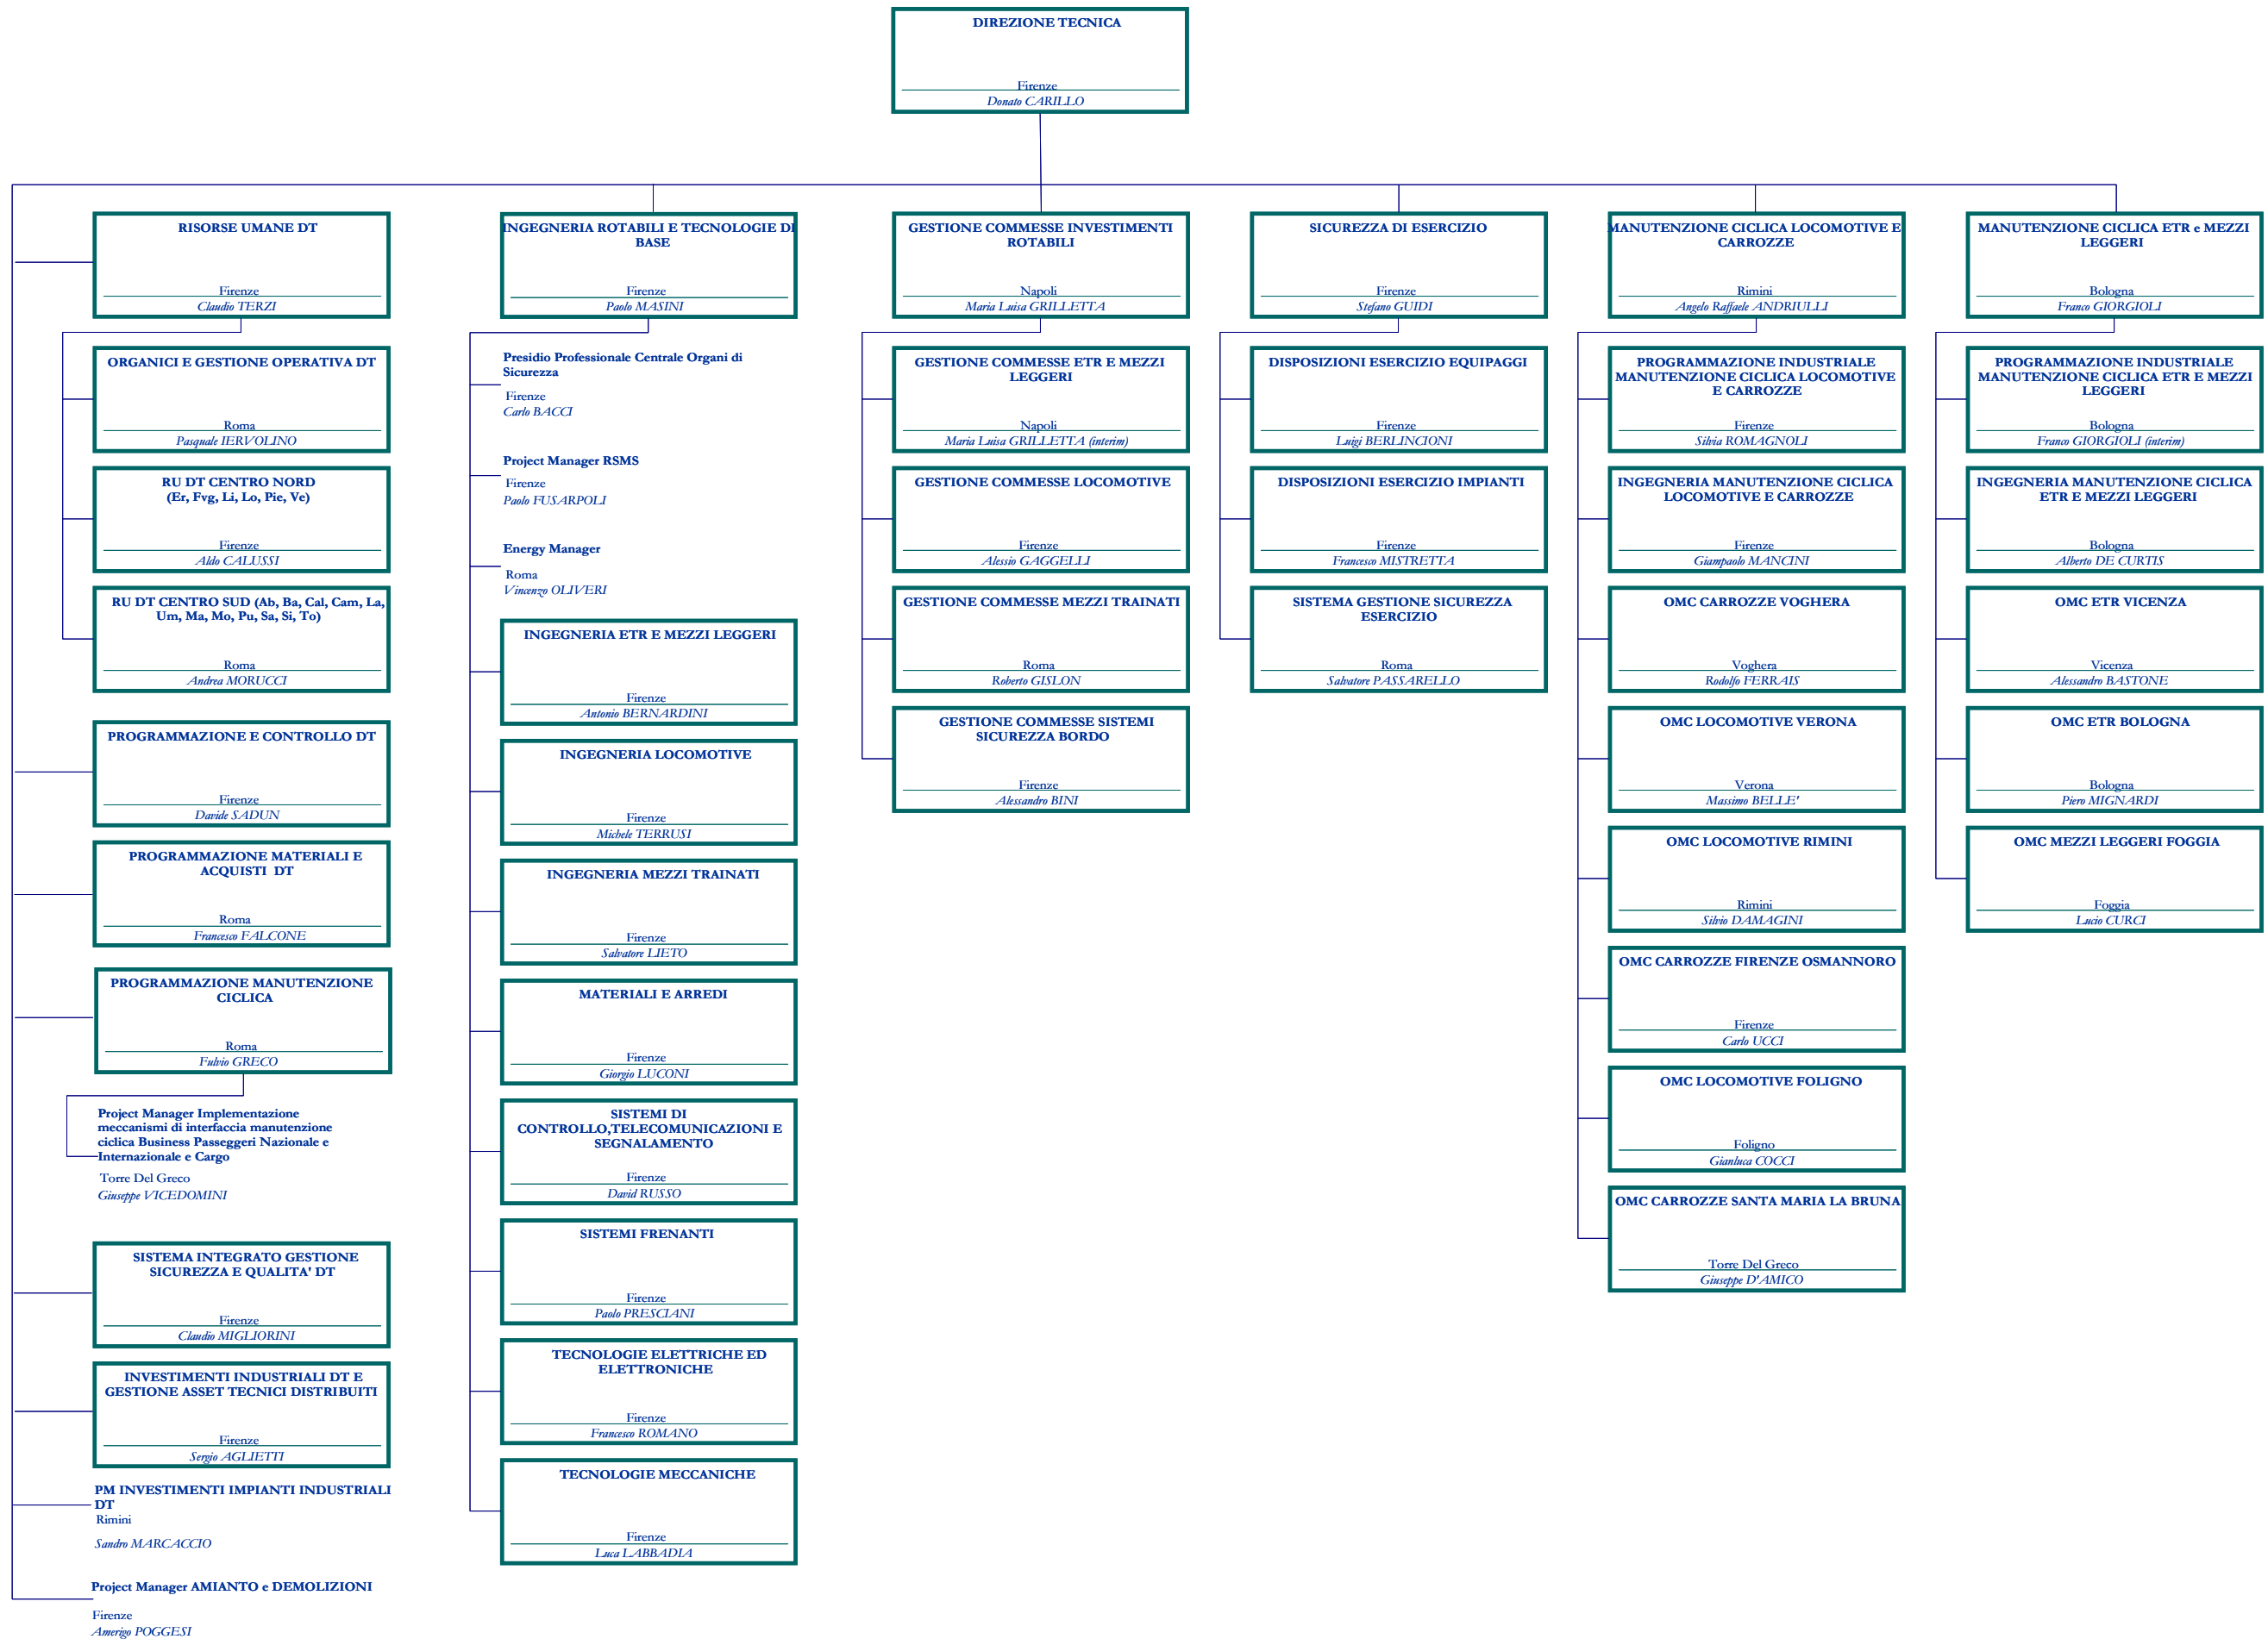 DIREZIONE TECNICA
Firenze
Donato CARILLO
RISORSE UMANE DT
Firenze
Claudio TERZI
ORGANICI E GESTIONE OPERATIVA DT
Roma
Pasquale IERVOLINO
RU DT CENTRO NORD
(Er, Fvg, Li, Lo, Pie, Ve)
Firenze
Aldo CALUSSI
RU DT CENTRO SUD (Ab, Ba, Cal, Cam, La,
Um, Ma, Mo, Pu, Sa, Si, To)
Roma
Andrea MORUCCI
PROGRAMMAZIONE E CONTROLLO DT
Firenze
Davide SADUN
PROGRAMMAZIONE MATERIALI E
ACQUISTI DT
Roma
Francesco FALCONE
PROGRAMMAZIONE MANUTENZIONE
CICLICA
Roma
Fulvio GRECO
Project Manager Implementazione
meccanismi di interfaccia manutenzione
ciclica Business Passeggeri Nazionale e
Internazionale e Cargo
Torre Del Greco
Giuseppe VICEDOMINI
SISTEMA INTEGRATO GESTIONE
SICUREZZA E QUALITA' DT
Firenze
Claudio MIGLIORINI
INVESTIMENTI INDUSTRIALI DT E
GESTIONE ASSET TECNICI DISTRIBUITI
Firenze
Sergio AGLIETTI
PM INVESTIMENTI IMPIANTI INDUSTRIALI
DT
Rimini
Sandro MARCACCIO
Project Manager AMIANTO e DEMOLIZIONI
Firenze
Amerigo POGGESI
INGEGNERIA ROTABILI E TECNOLOGIE DI
BASE
Firenze
Paolo MASINI
Presidio Professionale Centrale Organi di
Sicurezza
Firenze
Carlo BACCI
Project Manager RSMS
Firenze
Paolo FUSARPOLI
Energy Manager
Roma
Vincenzo OLIVERI
INGEGNERIA ETR E MEZZI LEGGERI
Firenze
Antonio BERNARDINI
INGEGNERIA LOCOMOTIVE
Firenze
Michele TERRUSI
INGEGNERIA MEZZI TRAINATI
Firenze
Salvatore LIETO
MATERIALI E ARREDI
Firenze
Giorgio LUCONI
SISTEMI DI
CONTROLLO,TELECOMUNICAZIONI E
SEGNALAMENTO
Firenze
David RUSSO
SISTEMI FRENANTI
Firenze
Paolo PRESCIANI
TECNOLOGIE ELETTRICHE ED
ELETTRONICHE
Firenze
Francesco ROMANO
TECNOLOGIE MECCANICHE
Firenze
Luca LABBADIA
GESTIONE COMMESSE INVESTIMENTI
ROTABILI
Napoli
Maria Luisa GRILLETTA
GESTIONE COMMESSE ETR E MEZZI
LEGGERI
Napoli
Maria Luisa GRILLETTA (interim)
GESTIONE COMMESSE LOCOMOTIVE
Firenze
Alessio GAGGELLI
GESTIONE COMMESSE MEZZI TRAINATI
Roma
Roberto GISLON
GESTIONE COMMESSE SISTEMI
SICUREZZA BORDO
Firenze
Alessandro BINI
SICUREZZA DI ESERCIZIO
Firenze
Stefano GUIDI
DISPOSIZIONI ESERCIZIO EQUIPAGGI
Firenze
Luigi BERLINCIONI
DISPOSIZIONI ESERCIZIO IMPIANTI
Firenze
Francesco MISTRETTA
SISTEMA GESTIONE SICUREZZA
ESERCIZIO
Roma
Salvatore PASSARELLO
MANUTENZIONE CICLICA LOCOMOTIVE E
CARROZZE
Rimini
Angelo Raffaele ANDRIULLI
PROGRAMMAZIONE INDUSTRIALE
MANUTENZIONE CICLICA LOCOMOTIVE
E CARROZZE
Firenze
Silvia ROMAGNOLI
INGEGNERIA MANUTENZIONE CICLICA
LOCOMOTIVE E CARROZZE
Firenze
Giampaolo MANCINI
OMC CARROZZE VOGHERA
Voghera
Rodolfo FERRAIS
OMC LOCOMOTIVE VERONA
Verona
Massimo BELLE'
OMC LOCOMOTIVE RIMINI
Rimini
Silvio DAMAGINI
OMC CARROZZE FIRENZE OSMANNORO
Firenze
Carlo UCCI
OMC LOCOMOTIVE FOLIGNO
Foligno
Gianluca COCCI
OMC CARROZZE SANTA MARIA LA BRUNA
Torre Del Greco
Giuseppe D'AMICO
MANUTENZIONE CICLICA ETR e MEZZI
LEGGERI
Bologna
Franco GIORGIOLI
PROGRAMMAZIONE INDUSTRIALE
MANUTENZIONE CICLICA ETR E MEZZI
LEGGERI
Bologna
Franco GIORGIOLI (interim)
INGEGNERIA MANUTENZIONE CICLICA
ETR E MEZZI LEGGERI
Bologna
Alberto DE CURTIS
OMC ETR VICENZA
Vicenza
Alessandro BASTONE
OMC ETR BOLOGNA
Bologna
Piero MIGNARDI
OMC MEZZI LEGGERI FOGGIA
Foggia
Lucio CURCI